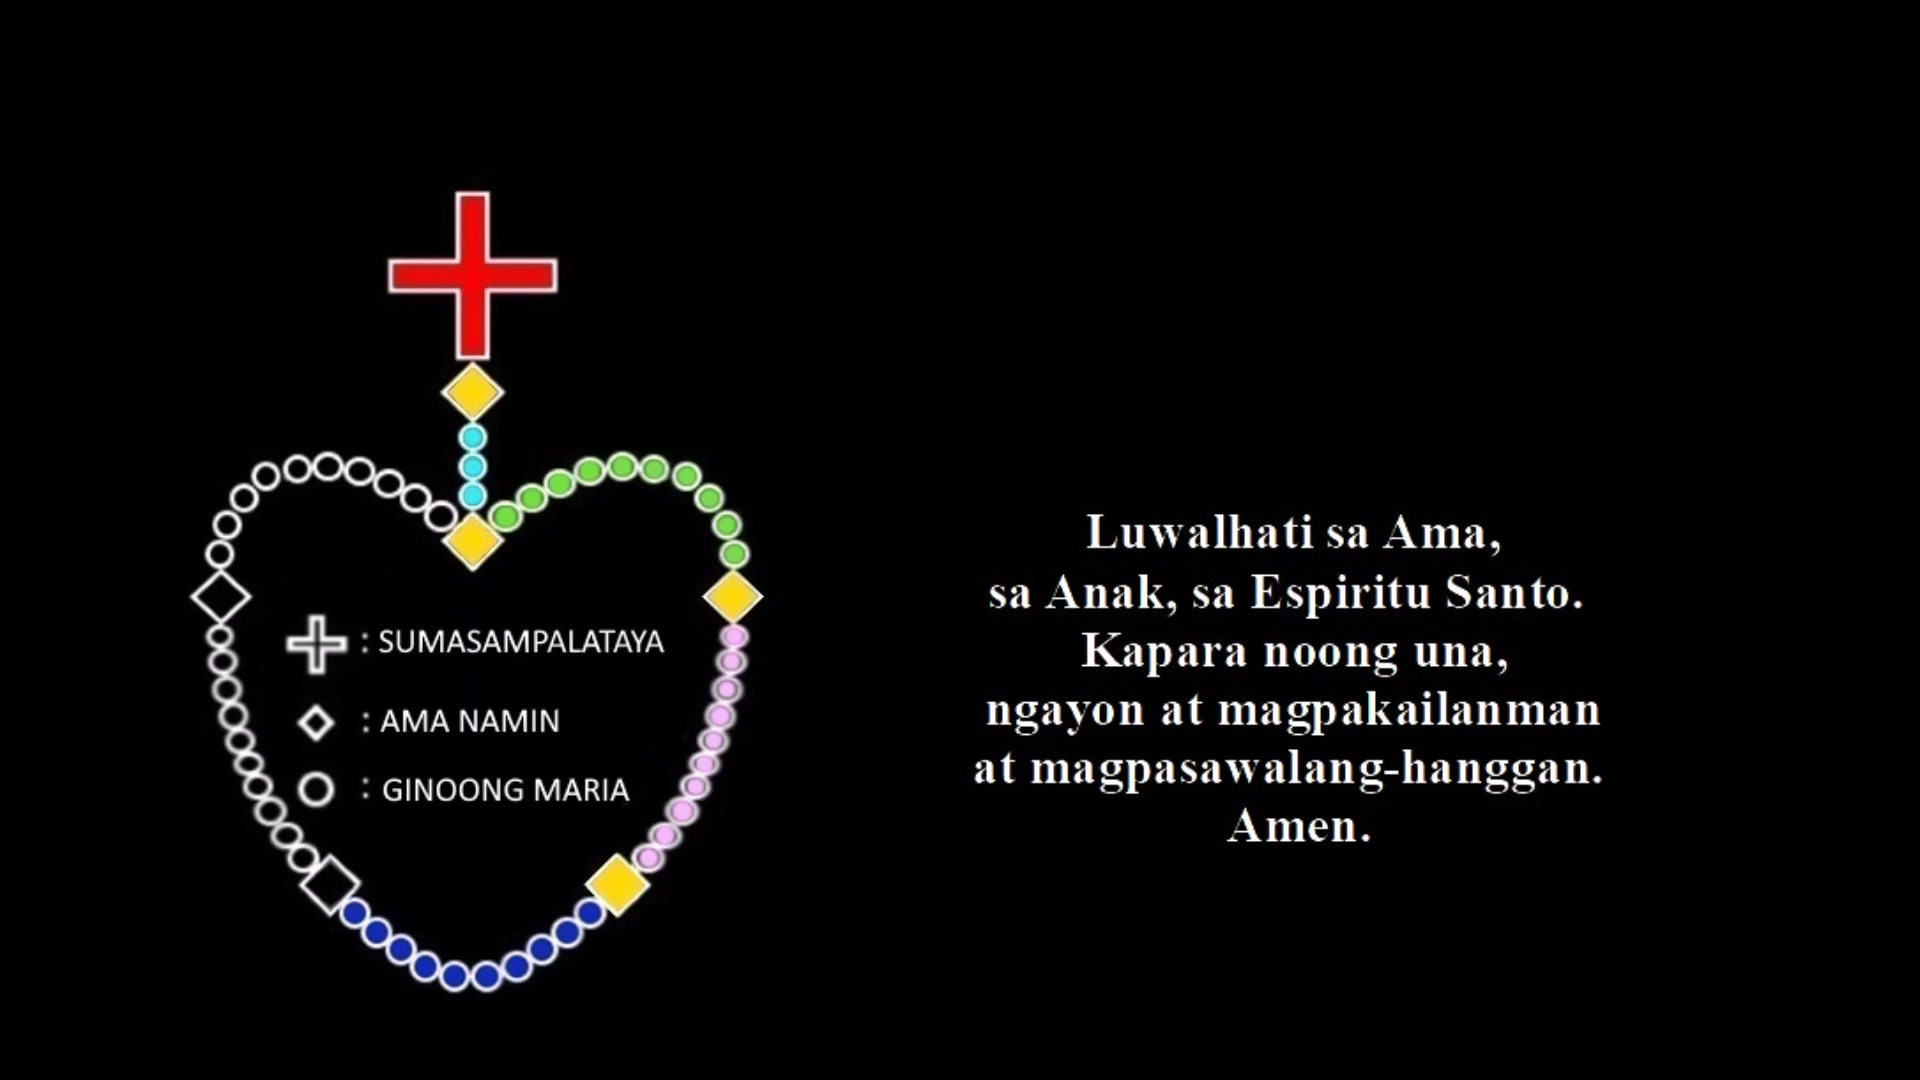 : SUMASAMPALATAYA
: AMA NAMIN
: GINOONG MARIA
Luwalhati sa Ama,
sa Anak, sa Espiritu Santo.
Kapara noong una,
ngayon at magpakailanman
at magpasawalang-hanggan.
Amen.